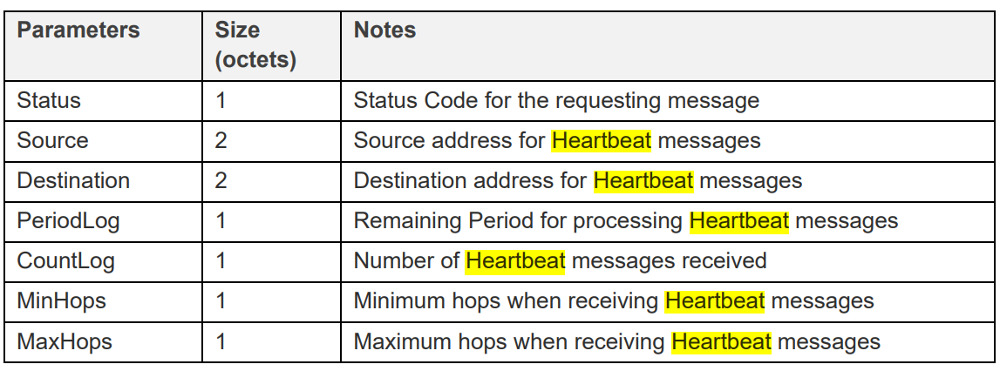 Parameters Size (octets) Notes
Status 1 Status Code for the requesting message
Source 2 Source address for Heartbeat messages
Destination 2 Destination address for Heartbeat messages
PeriodLog 1 Remaining Period for processing Heartbeat messages
CountLog 1 Number of Heartbeat messages received
MinHops 1 Minimum hops when receiving Heartbeat messages
MaxHops 1 Maximum hops when receiving Heartbeat messages